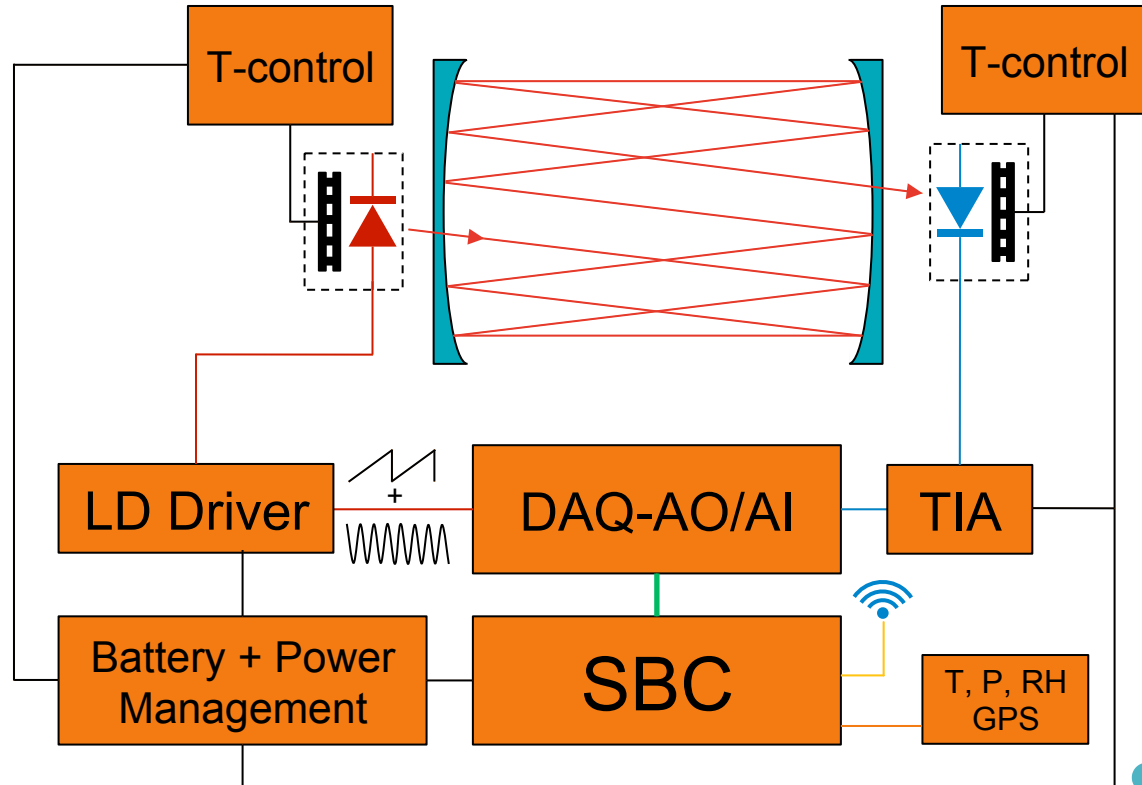 T-control
T-control
LD Driver
+
DAQ-AO/AI
TIA
Battery + Power
Management
SBC
T, P, RH
GPS